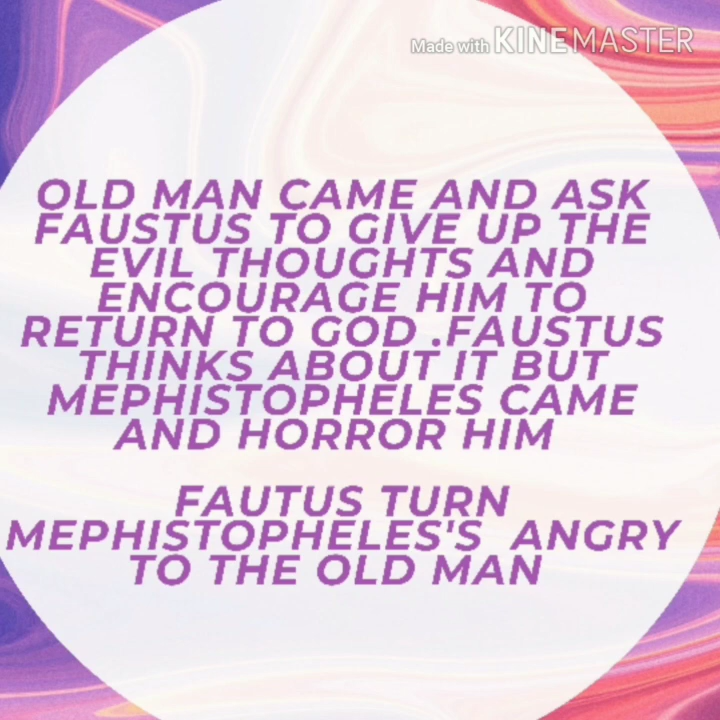 Made with KINEMASTER
OLD MAN CAME AND ASK
FAUSTUS TO GIVE UP THE
EVIL THOUGHTS AND
ENCOURAGE HIM TO
RETURN TO GOD .FAUSTUS
THINKS ABOUT IT BUT
MEPHISTOPHELES CAME
AND HORROR HIM
FAUTUS TURN
MEPHISTOPHELES'S ANGRY
TO THE OLD MAN